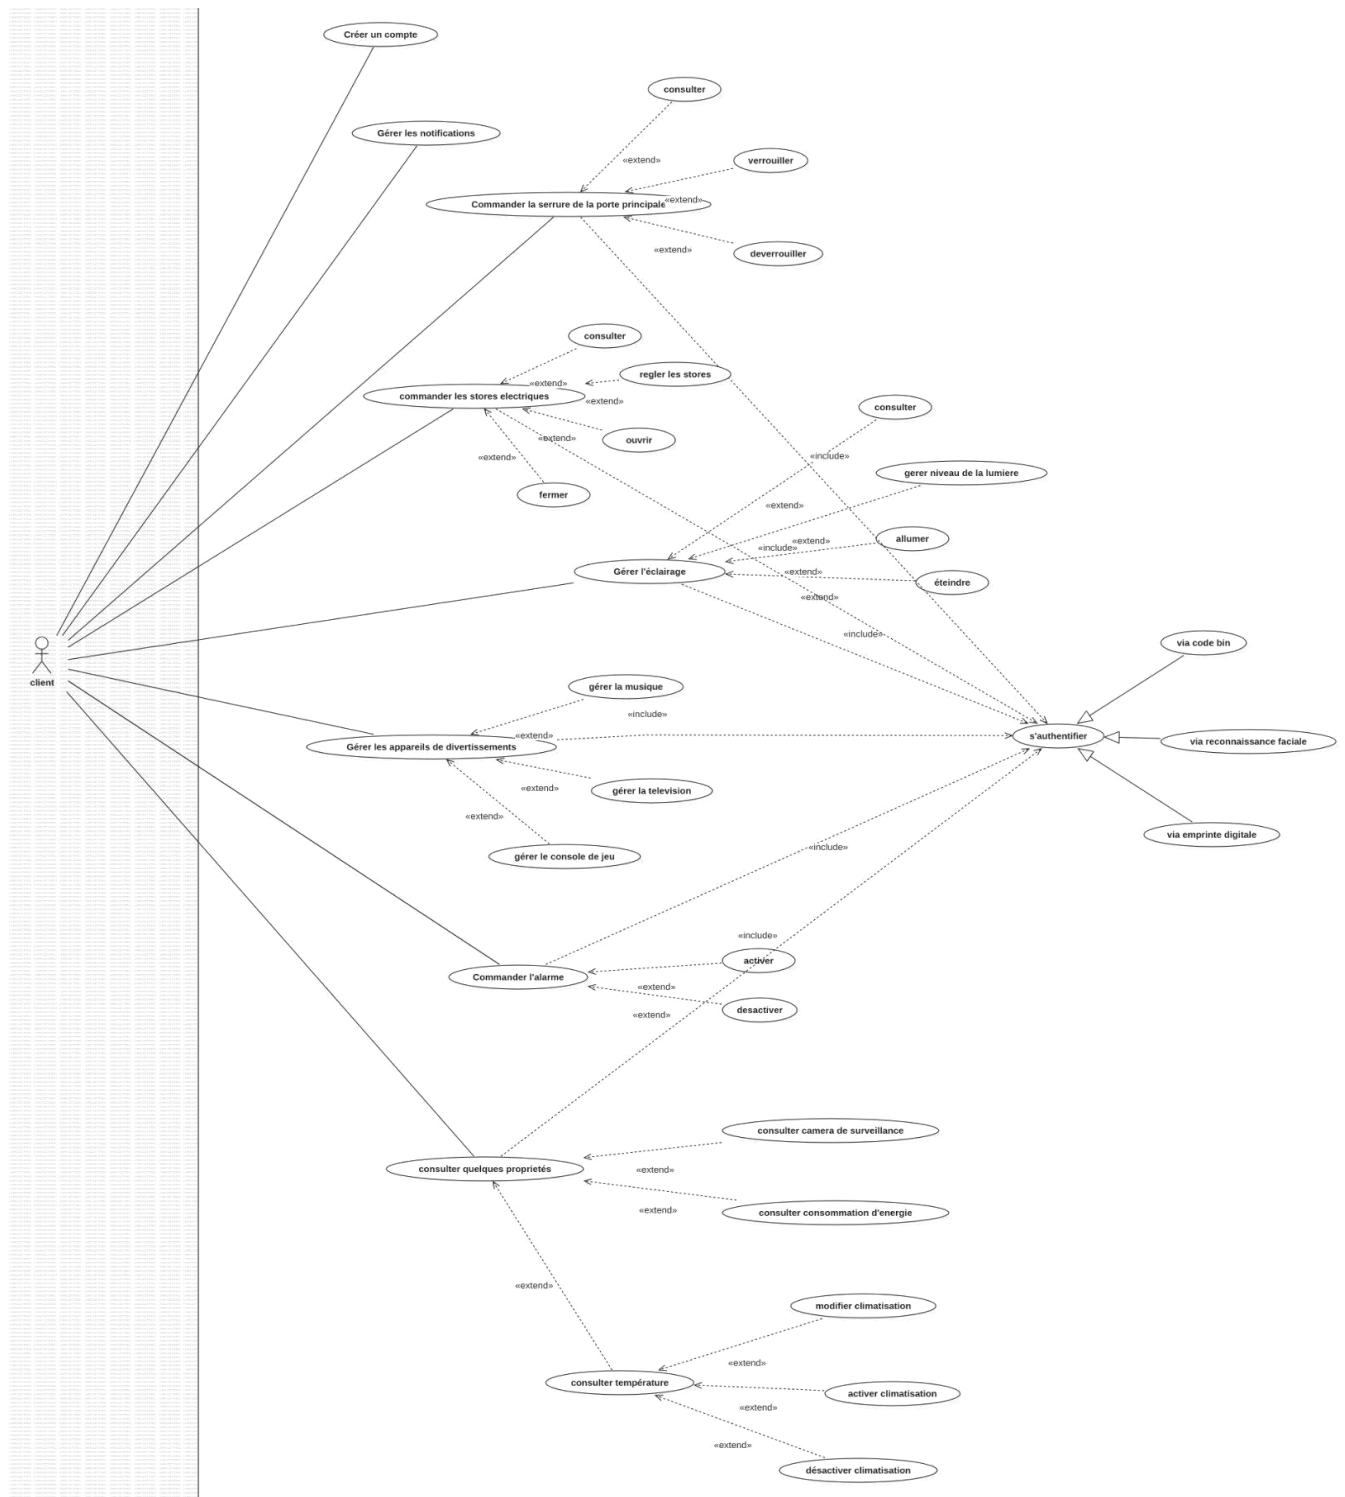 Créer un compte
consulter
Gérer les notifications
«extend»
verrouiller
Commander la serrure de la porte principale
«extend»
«extend»
deverrouiller
consulter
regler les stores
«extend»
commander les stores electriques
«extend»
consulter
ouvrir
«extend»
«include»
«extend»
gerer niveau de la lumiere
fermer
«extend»
allumer
«extend»
«include»
Gérer l'éclairage
«extend»
éteindre
«extend»
«include»
via code bin
client
gérer la musique
«include»
«extend»
s'authentifier
via reconnaissance faciale
Gérer les appareils de divertissements
«extend»
gérer la television
«extend»
via emprinte digitale
«include»
gérer le console de jeu
«include»
activer
Commander l'alarme
«extend»
desactiver
«extend»
consulter camera de surveillance
consulter quelques proprietés
«extend»
«extend»
consulter consommation d'energie
«extend»
modifier climatisation
«extend»
consulter température
activer climatisation
«extend»
«extend»
désactiver climatisation